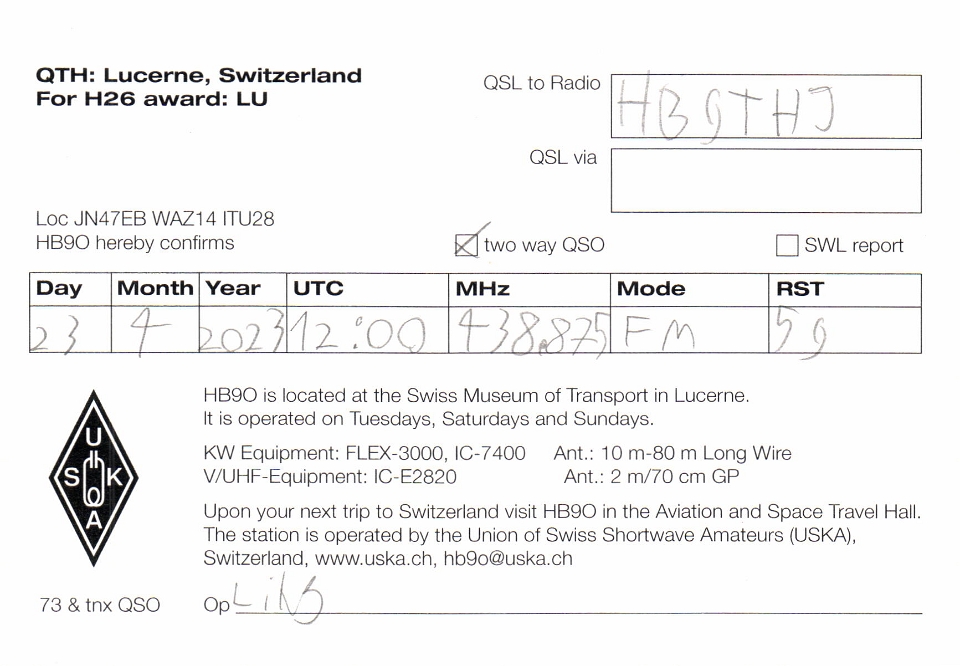 QTH: Lucerne, Switzerland
For H26 award: LU
QSL to Radio HB9THJ
QSL via
Loc JN47EB WAZ14 ITU28
HB9O hereby confirms
two way QSO
SWL report
Day Month Year UTC MHz Mode RST
23 4 2023 12:00 438.875 FM 59
HB9O is located at the Swiss Museum of Transport in Lucerne.
It is operated on Tuesdays, Saturdays and Sundays.
KW Equipment: FLEX-3000, IC-7400 Ant.: 10 m-80 m Long Wire
V/UHF-Equipment: IC-E2820 Ant.: 2 m/70 cm GP
Upon your next trip to Switzerland visit HB9O in the Aviation and Space Travel Hall.
The station is operated by the Union of Swiss Shortwave Amateurs (USKA),
Switzerland, www.uska.ch, hb9o@uska.ch
USKA
73 & tnx QSO Op